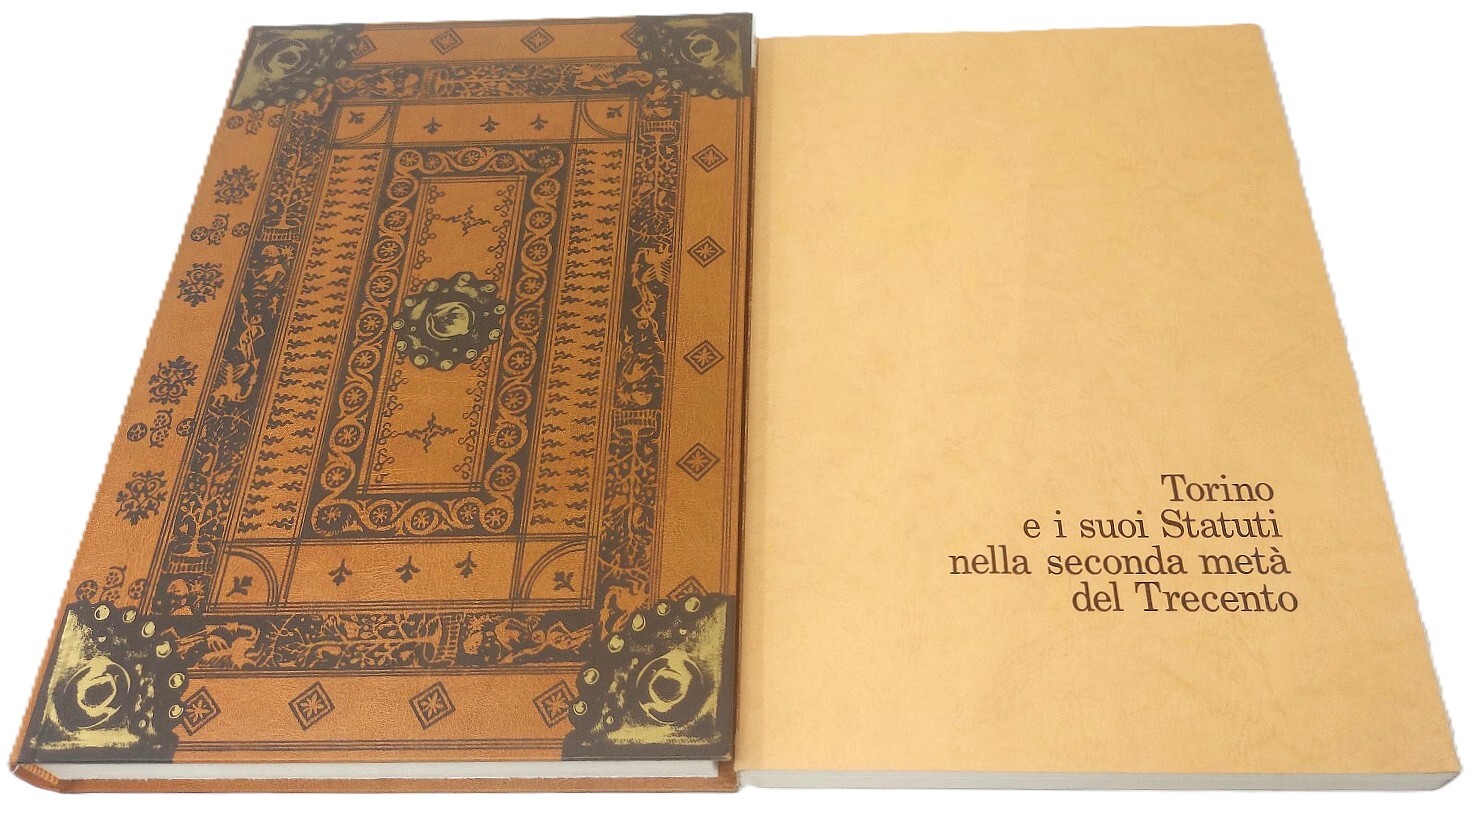 Torino
e i suoi Statuti
nella seconda metà
del Trecento